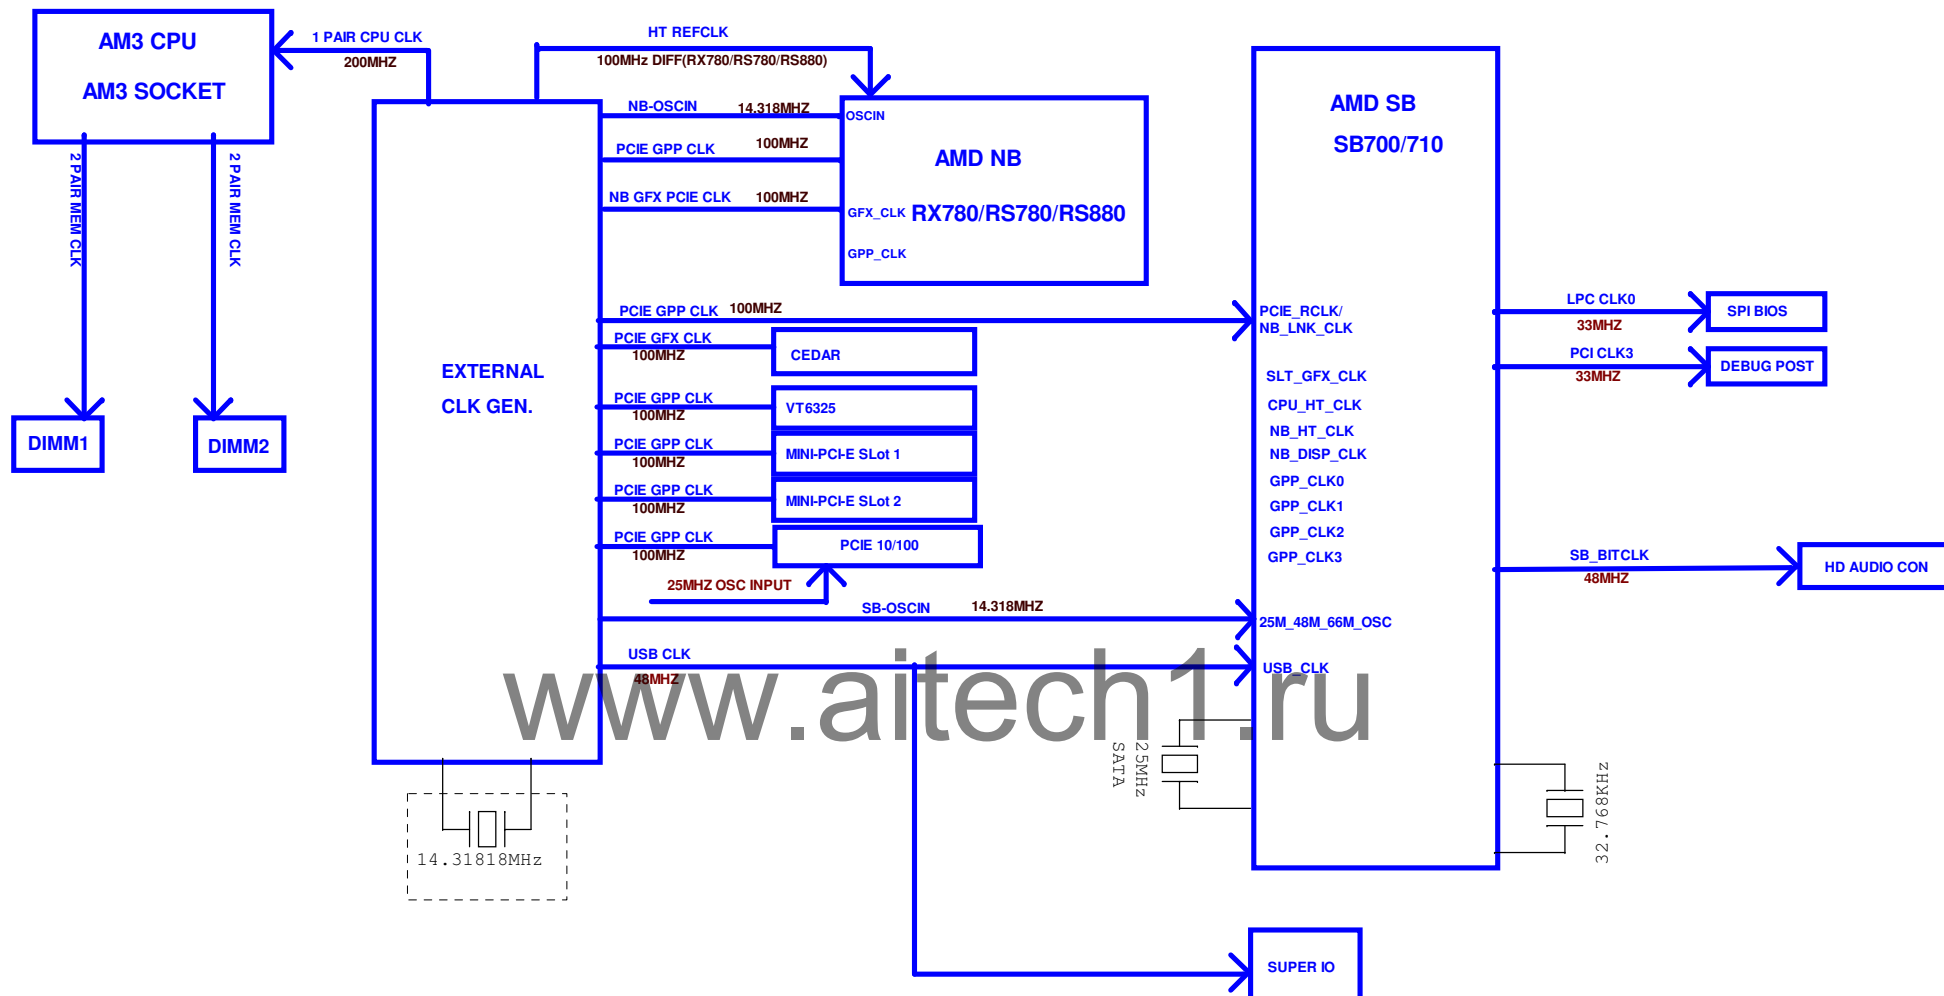 AM3 CPU
AM3 SOCKET
1 PAIR CPU CLK
200MHZ
HT REFCLK
100MHz DIFF(RX780/RS780/RS880)
2 PAIR MEM CLK
2 PAIR MEM CLK
DIMM1
DIMM2
EXTERNAL
CLK GEN.
14.31818MHz
NB-OSCIN
14.318MHZ
OSCIN
PCIE GPP CLK
100MHZ
NB GFX PCIE CLK
100MHZ
AMD NB
GFX_CLK
RX780/RS780/RS880
GPP_CLK
PCIE GPP CLK
100MHZ
PCIE GFX CLK
100MHZ
CEDAR
PCIE GPP CLK
100MHZ
VT6325
PCIE GPP CLK
100MHZ
MINI-PCI-E SLot 1
PCIE GPP CLK
100MHZ
MINI-PCI-E SLot 2
PCIE GPP CLK
100MHZ
PCIE 10/100
25MHZ OSC INPUT
SB-OSCIN
14.318MHZ
USB CLK
48MHZ
www.aitech1.ru
AMD SB
SB700/710
PCIE_RCLK/
NB_LNK_CLK
SLT_GFX_CLK
CPU_HT_CLK
NB_HT_CLK
NB_DISP_CLK
GPP_CLK0
GPP_CLK1
GPP_CLK2
GPP_CLK3
25M_48M_66M_OSC
USB_CLK
25MHz
SATA
32.768KHz
LPC CLK0
33MHZ
SPI BIOS
PCI CLK3
33MHZ
DEBUG POST
SB_BITCLK
48MHZ
HD AUDIO CON
SUPER IO